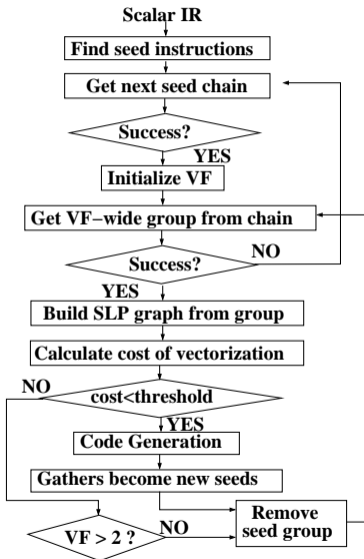 Scalar IR
Find seed instructions
Get next seed chain
Success?
YES
Initialize VF
Get VF−wide group from chain
Success?
NO
YES
Build SLP graph from group
Calculate cost of vectorization
NO
cost<threshold
YES
Code Generation
Gathers become new seeds
Remove
seed group
VF > 2 ?
NO